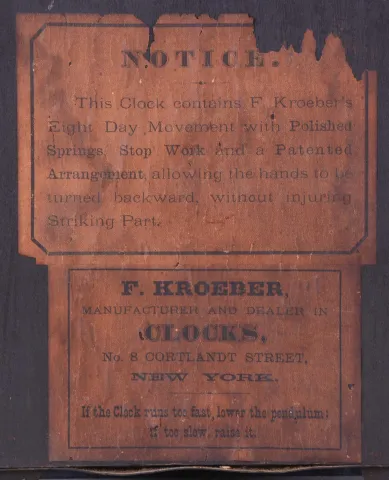 NOTICE.
This Clock contains F. Kroeber's
Eight Day Movement with Polished
Springs, Stop Work and a Patented
Arrangement, allowing the hands to be
turned backward, without injuring
Striking Part.
F. KROEBER,
MANUFACTURER AND DEALER IN
CLOCKS,
No. 8 CORTLANDT STREET,
NEW YORK.
If the Clock runs too fast, lower the pendulum;
if too slow, raise it.